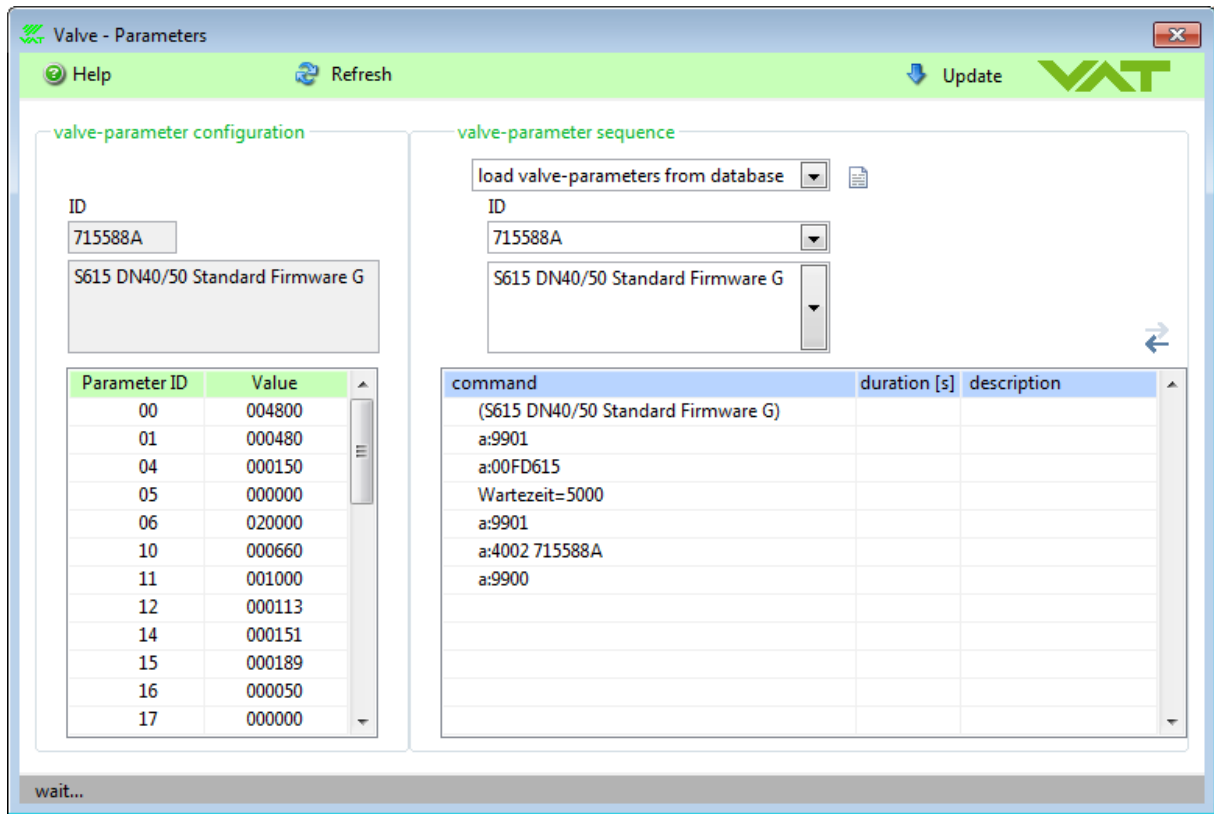 VAT Valve - Parameters
Help Refresh Update VAT
valve-parameter configuration
ID
715588A
S615 DN40/50 Standard Firmware G
Parameter ID Value
00 004800
01 000480
04 000150
05 000000
06 020000
10 000660
11 001000
12 000113
14 000151
15 000189
16 000050
17 000000
valve-parameter sequence
load valve-parameters from database
ID
715588A
S615 DN40/50 Standard Firmware G
command duration [s] description
(S615 DN40/50 Standard Firmware G)
a:9901
a:00FD615
Wartezeit=5000
a:9901
a:4002 715588A
a:9900
wait...